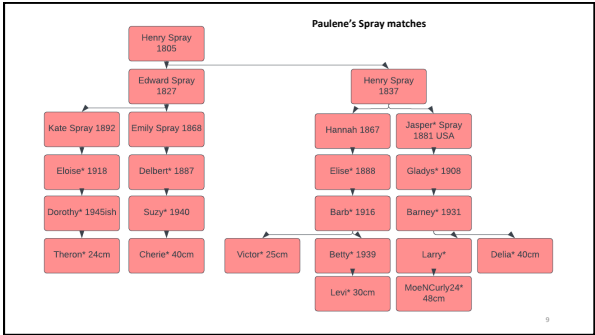 Paulene's Spray matches
Henry Spray
1805
Edward Spray
1827
Henry Spray
1837
Kate Spray 1892
Emily Spray 1868
Hannah 1867
Jasper* Spray
1881 USA
Eloise* 1918
Delbert* 1887
Elise* 1888
Gladys* 1908
Dorothy* 1945ish
Suzy* 1940
Barb* 1916
Barney* 1931
Theron* 24cm
Cherie* 40cm
Victor* 25cm
Betty* 1939
Larry*
Delia* 40cm
Levi* 30cm
MoeNCurly24*
48cm
9